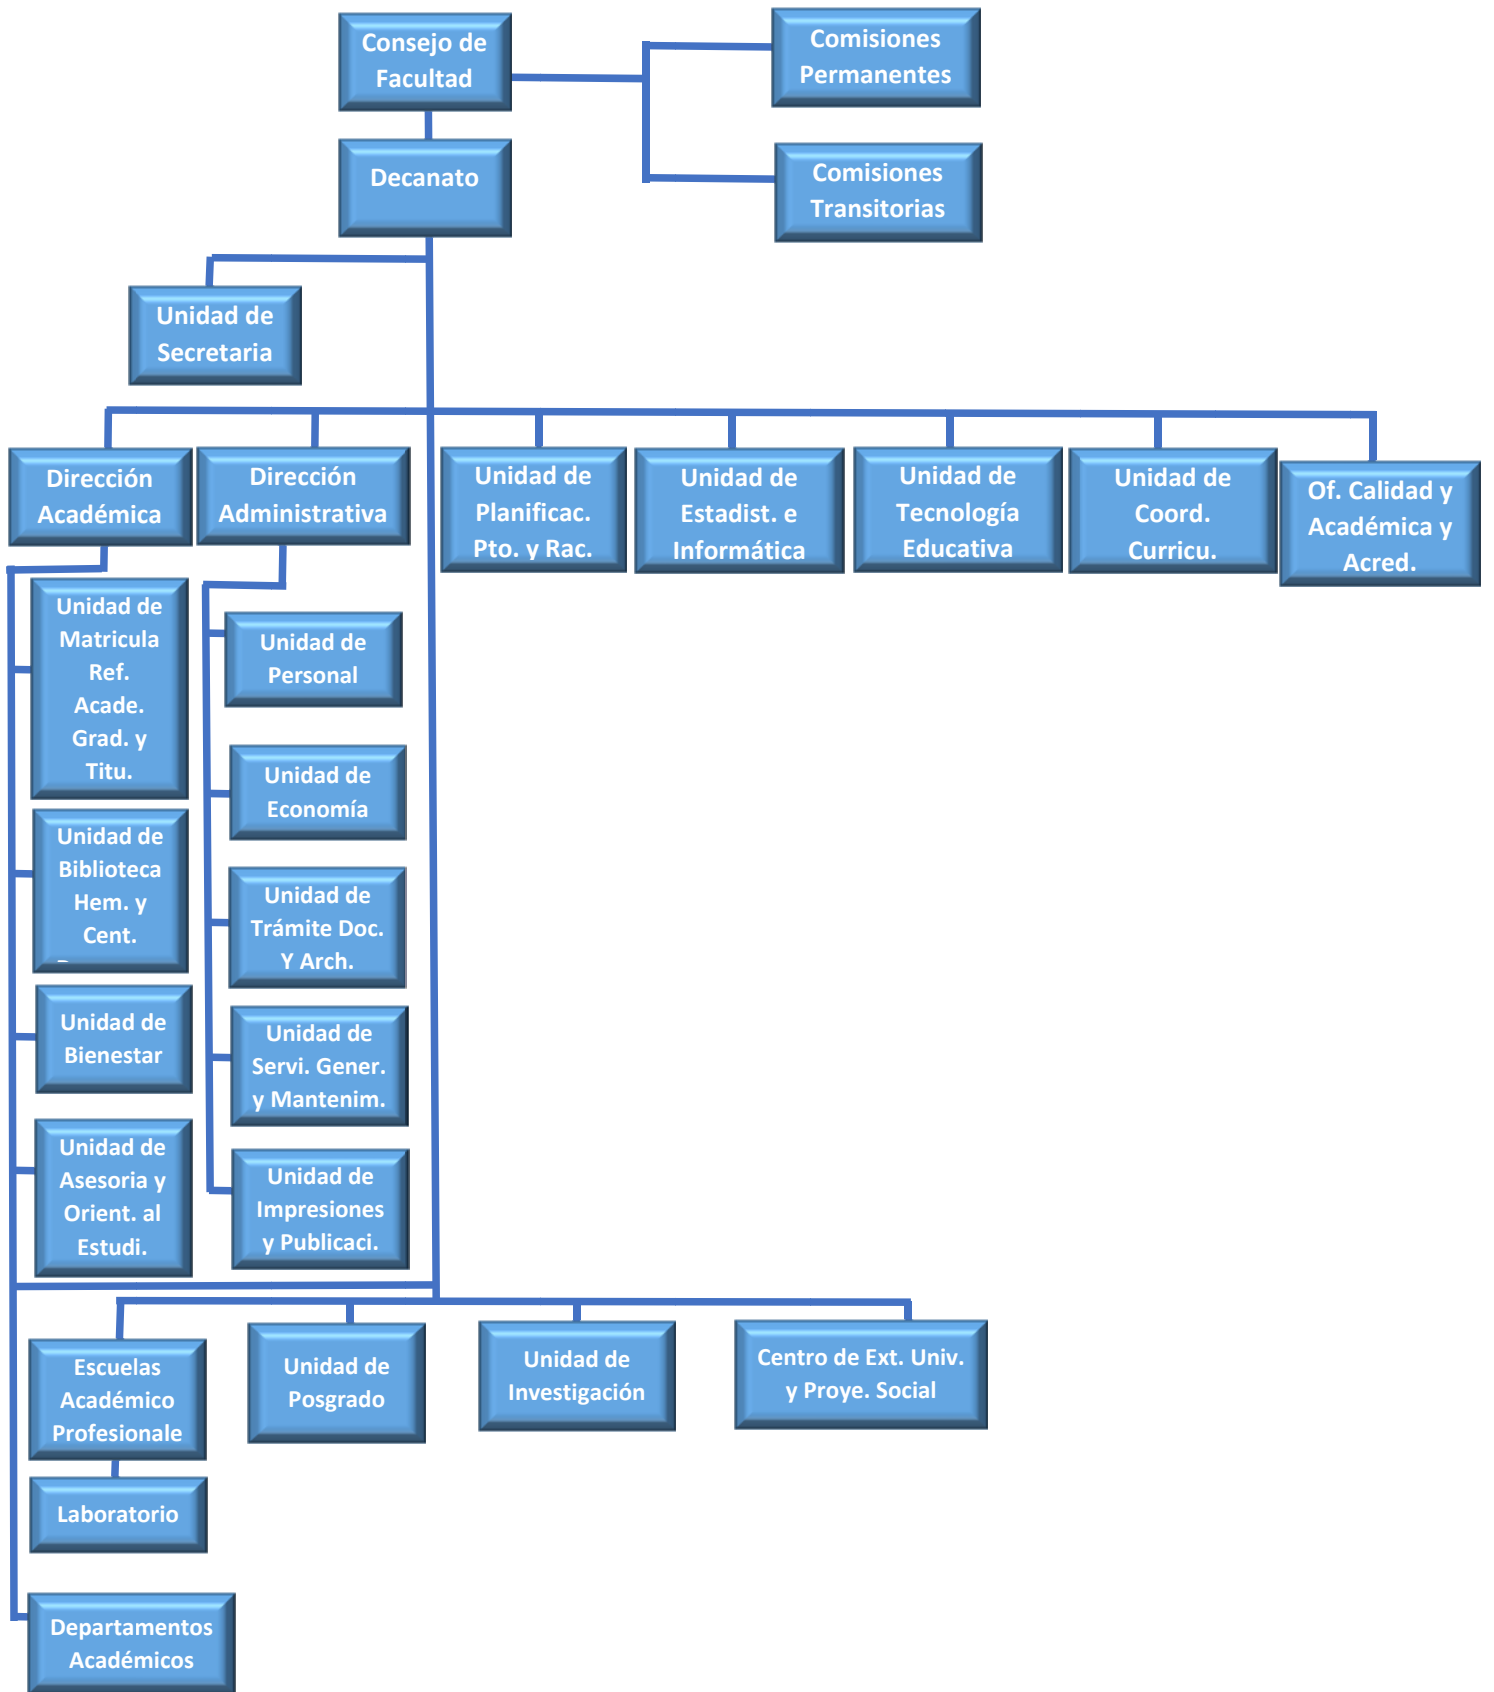 Consejo de
Facultad
Comisiones
Permanentes
Decanato
Comisiones
Transitorias
Unidad de
Secretaria
Dirección
Académica
Dirección
Administrativa
Unidad de
Planificac.
Pto. y Rac.
Unidad de
Estadist. e
Informática
Unidad de
Tecnología
Educativa
Unidad de
Coord.
Curricu.
Of. Calidad y
Académica y
Acred.
Unidad de
Matricula
Ref.
Acade.
Grad. y
Titu.
Unidad de
Biblioteca
Hem. y
Cent.
Unidad de
Bienestar
Unidad de
Asesoria y
Orient. al
Estudi.
Unidad de
Personal
Unidad de
Economía
Unidad de
Trámite Doc.
Y Arch.
Unidad de
Servi. Gener.
y Mantenim.
Unidad de
Impresiones
y Publicaci.
Escuelas
Académico
Profesionale
Unidad de
Posgrado
Unidad de
Investigación
Centro de Ext. Univ.
y Proye. Social
Laboratorio
Departamentos
Académicos